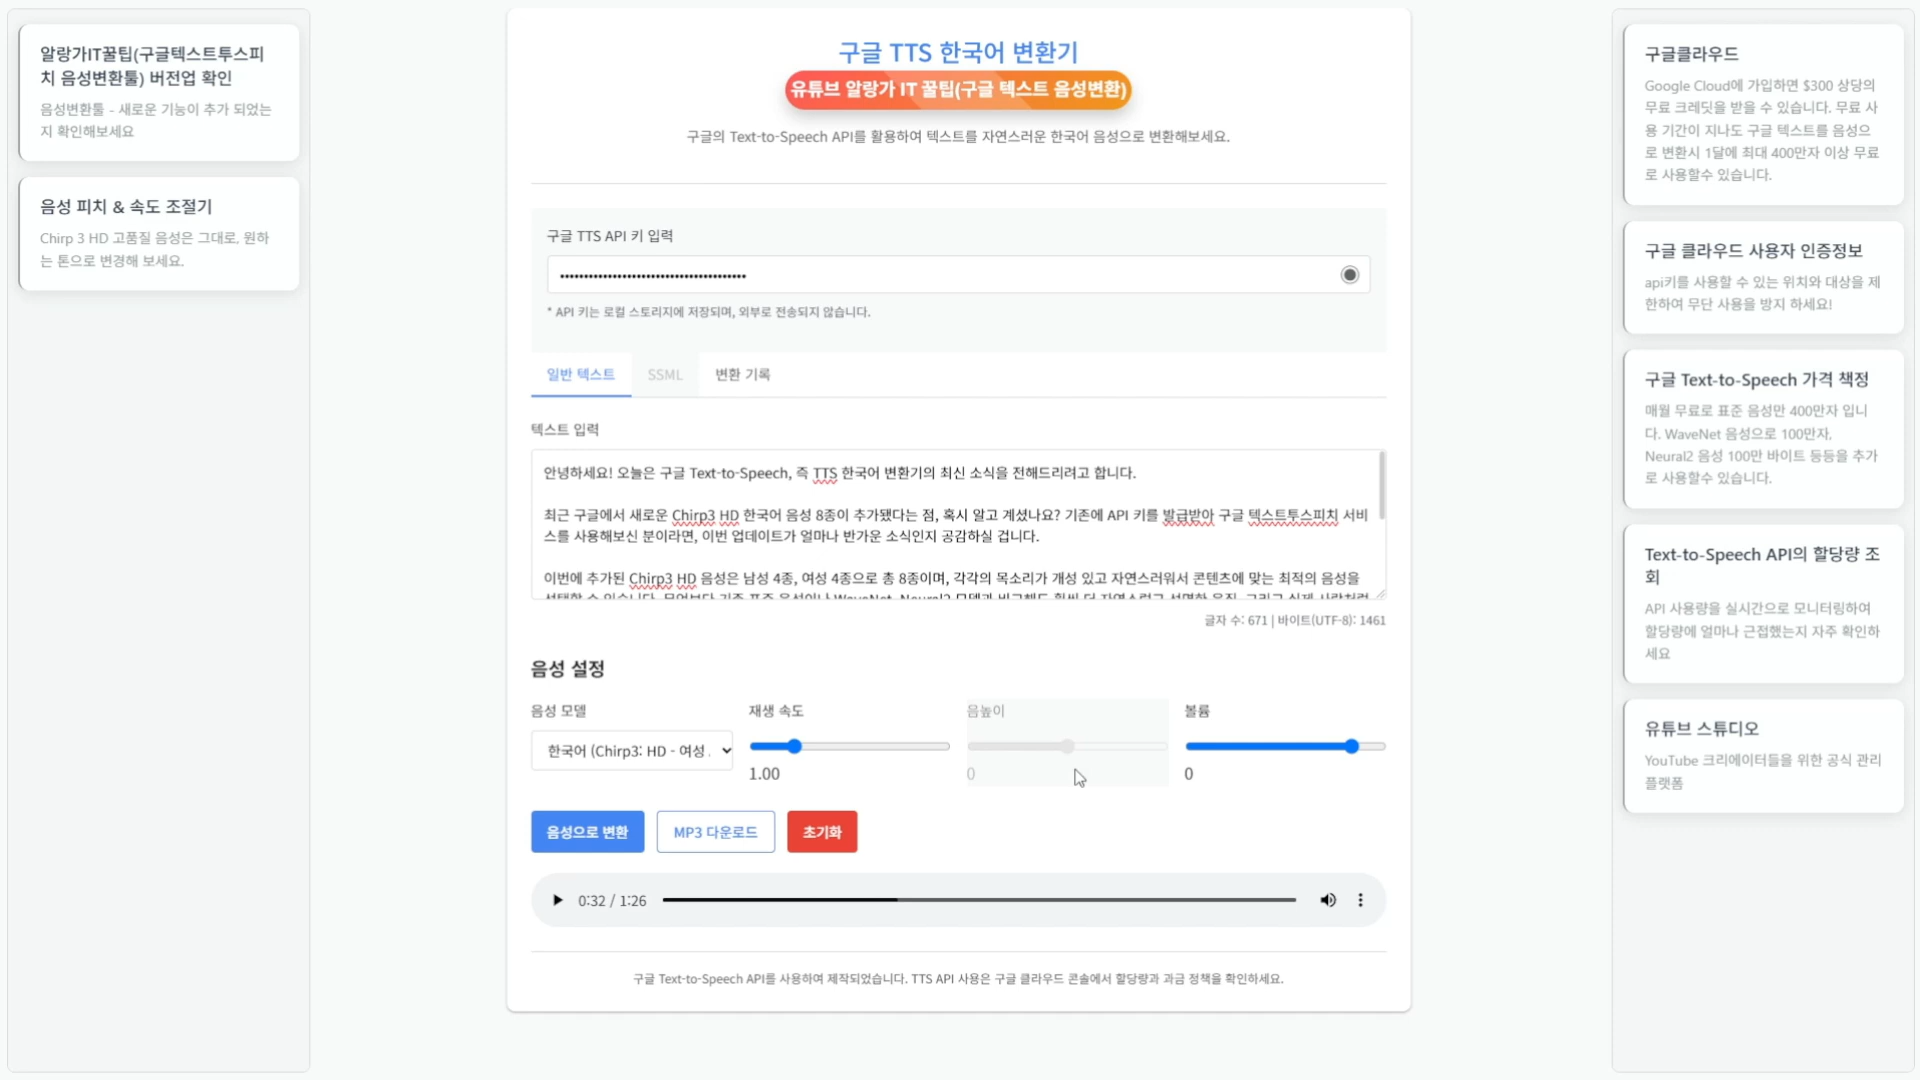 알랑가IT꿀팁(구글텍스트투스피
치 음성변환툴) 버전업 확인
음성변환툴 - 새로운 기능이 추가 되었는
지 확인해보세요
음성 피치 & 속도 조절기
Chirp 3 HD 고품질 음성은 그대로, 원하
는 톤으로 변경해 보세요.
구글 TTS 한국어 변환기
유튜브 알랑가 IT 꿀팁(구글 텍스트 음성변환)
구글의 Text-to-Speech API를 활용하여 텍스트를 자연스러운 한국어 음성으로 변환해보세요.
구글 TTS API 키 입력
* API 키는 로컬 스토리지에 저장되며, 외부로 전송되지 않습니다.
일반 텍스트 SSML 변환 기록
텍스트 입력
안녕하세요! 오늘은 구글 Text-to-Speech, 즉 TTS 한국어 변환기의 최신 소식을 전해드리려고 합니다.
최근 구글에서 새로운 Chirp3 HD 한국어 음성 8종이 추가됐다는 점, 혹시 알고 계셨나요? 기존에 API 키를 발급받아 구글 텍스트투스피치 서비
스를 사용해보신 분이라면, 이번 업데이트가 얼마나 반가운 소식인지 공감하실 겁니다.
이번에 추가된 Chirp3 HD 음성은 남성 4종, 여성 4종으로 총 8종이며, 각각의 목소리가 개성 있고 자연스러워서 콘텐츠에 맞는 최적의 음성을
글자 수: 671 | 바이트(UTF-8): 1461
음성 설정
음성 모델 재생 속도 음높이 볼륨
한국어 (Chirp3: HD - 여성 .
1.00 0 0
음성으로 변환 MP3 다운로드 초기화
0:32 / 1:26
구글 Text-to-Speech API를 사용하여 제작되었습니다. TTS API 사용은 구글 클라우드 콘솔에서 할당량과 과금 정책을 확인하세요.
구글클라우드
Google Cloud에 가입하면 $300 상당의
무료 크레딧을 받을 수 있습니다. 무료 사
용 기간이 지나도 구글 텍스트를 음성으
로 변환시 1달에 최대 400만자 이상 무료
로 사용할수 있습니다.
구글 클라우드 사용자 인증정보
api키를 사용할 수 있는 위치와 대상을 제
한하여 무단 사용을 방지 하세요!
구글 Text-to-Speech 가격 책정
매월 무료로 표준 음성만 400만자 입니
다. WaveNet 음성으로 100만자,
Neural2 음성 100만 바이트 등등을 추가
로 사용할수 있습니다.
Text-to-Speech API의 할당량 조
회
API 사용량을 실시간으로 모니터링하여
할당량에 얼마나 근접했는지 자주 확인하
세요
유튜브 스튜디오
YouTube 크리에이터들을 위한 공식 관리
플랫폼